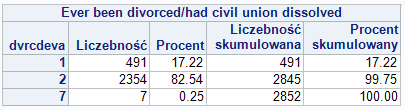 Ever been divorced/had civil union dissolved
dvrcdeva Liczebność Procent Liczebność skumulowana Procent skumulowany
1 491 17.22 491 17.22
2 2354 82.54 2845 99.75
7 7 0.25 2852 100.00